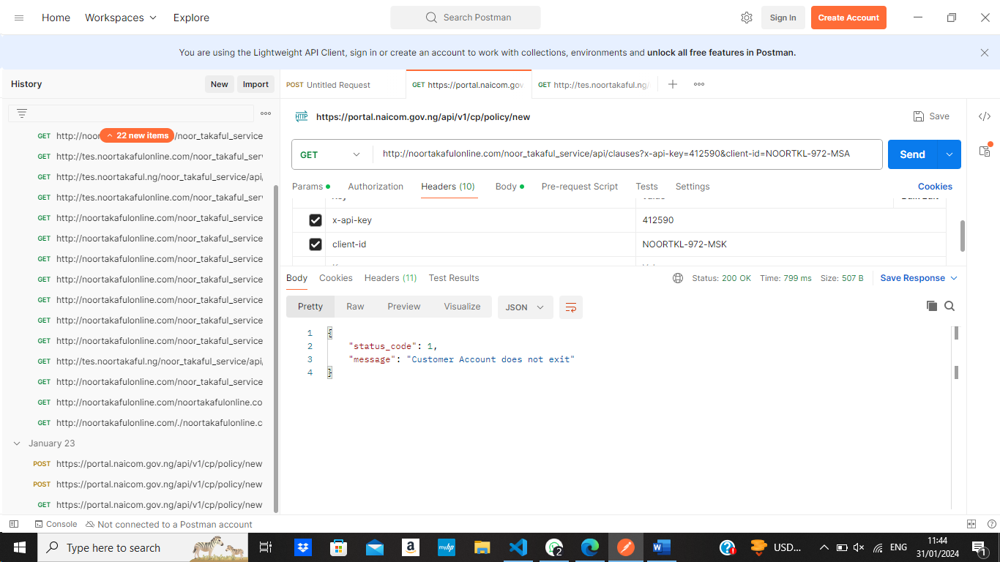 Home Workspaces Explore Search Postman Sign In Create Account
You are using the Lightweight API Client, sign in or create an account to work with collections, environments and unlock all free features in Postman.
History New Import
GET http://noor /noor_takaful_service
22 new items
GET http://tes.noortakafulonline.com/noor_takaful_ser
GET http://tes.noortakaful.ng/noor_takaful_service/api
GET http://tes.noortakafulonline.com/noor_takaful_ser
GET http://noortakafulonline.com/noor_takaful_service
GET http://noortakafulonline.com/noor_takaful_service
GET http://noortakafulonline.com/noor_takaful_service
GET http://noortakafulonline.com/noor_takaful_service
GET http://noortakafulonline.com/noor_takaful_service
GET http://noortakafulonline.com/noor_takaful_service
GET http://noortakafulonline.com/noor_takaful_service
GET http://tes.noortakaful.ng/noor_takaful_service/api
GET http://noortakafulonline.com/noor_takaful_service
GET http://noortakafulonline.com/noortakafulonline.co
GET http://noortakafulonline.com/./noortakafulonline.c
January 23
POST https://portal.naicom.gov.ng/api/v1/cp/policy/new
POST https://portal.naicom.gov.ng/api/v1/cp/policy/new
GET https://portal.naicom.gov.ng/api/v1/cp/policy/new
POST Untitled Request GET https://portal.naicom.gov GET http://tes.noortakaful.ng/
HTTP https://portal.naicom.gov.ng/api/v1/cp/policy/new Save
GET http://noortakafulonline.com/noor_takaful_service/api/clauses?x-api-key=412590&client-id=NOORTKL-972-MSA Send
Params Authorization Headers (10) Body Pre-request Script Tests Settings Cookies
x-api-key 412590
client-id NOORTKL-972-MSK
Body Cookies Headers (11) Test Results Status: 200 OK Time: 799 ms Size: 507 B Save Response
Pretty Raw Preview Visualize JSON
1 {
2 "status_code": 1,
3 "message": "Customer Account does not exit"
4 }
Console Not connected to a Postman account
Type here to search a myhp 2 USD... ENG 11:44
31/01/2024 1